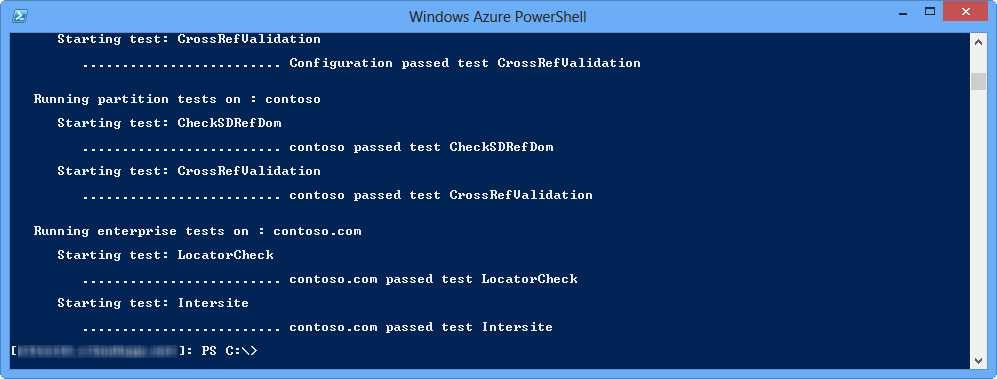 Windows Azure PowerShell
Starting test: CrossRefValidation
......................... Configuration passed test CrossRefValidation
Running partition tests on : contoso
Starting test: CheckSDRefDom
......................... contoso passed test CheckSDRefDom
Starting test: CrossRefValidation
......................... contoso passed test CrossRefValidation
Running enterprise tests on : contoso.com
Starting test: LocatorCheck
......................... contoso.com passed test LocatorCheck
Starting test: Intersite
......................... contoso.com passed test Intersite
[ ]: PS C:\>